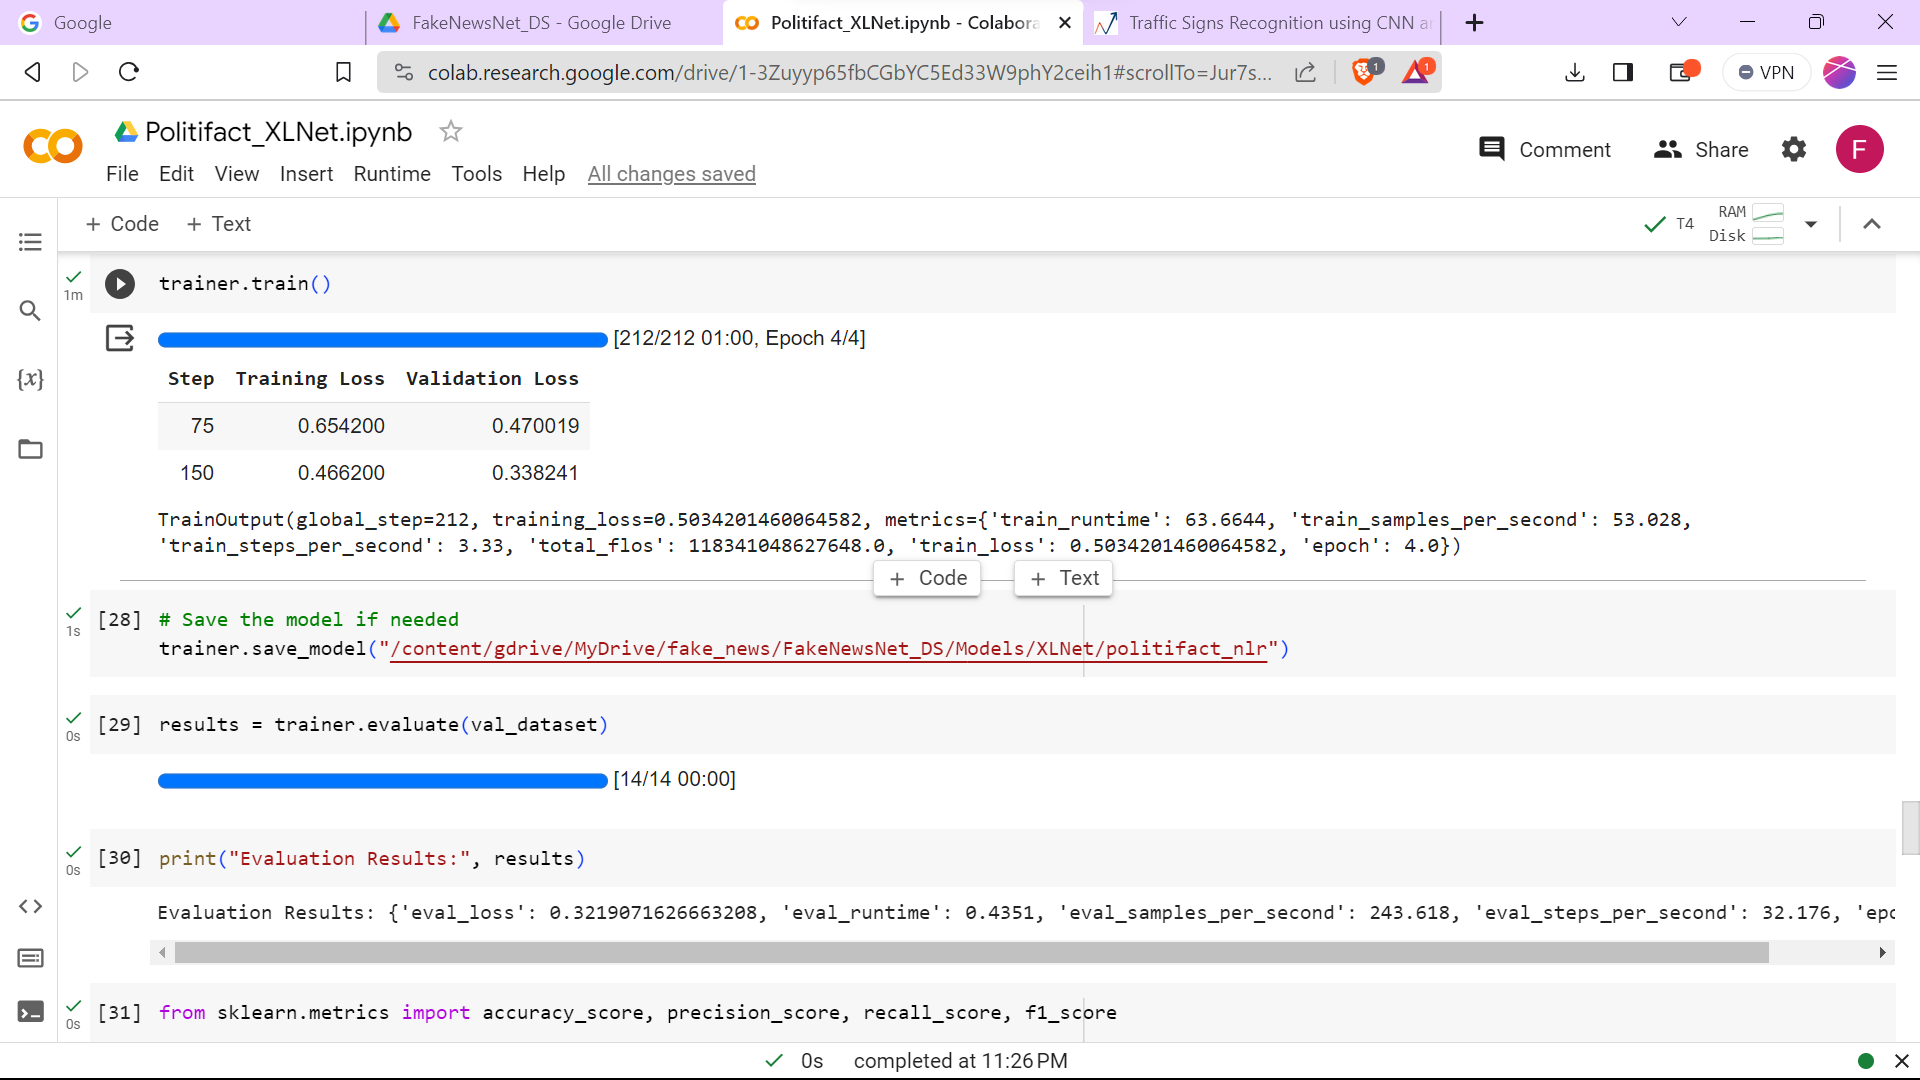 Google
FakeNewsNet_DS - Google Drive
Politifact_XLNet.ipynb - Colabora
Traffic Signs Recognition using CNN a
colab.research.google.com/drive/1-3Zuyyp65fbCGbYC5Ed33W9phY2ceih1#scrollTo=Jur7s...
1
1
VPN
Politifact_XLNet.ipynb
Comment
Share
F
File Edit View Insert Runtime Tools Help All changes saved
+ Code + Text
T4
RAM
Disk
1m
trainer.train()
[212/212 01:00, Epoch 4/4]
Step Training Loss Validation Loss
75 0.654200 0.470019
150 0.466200 0.338241
TrainOutput(global_step=212, training_loss=0.5034201460064582, metrics={'train_runtime': 63.6644, 'train_samples_per_second': 53.028,
'train_steps_per_second': 3.33, 'total_flos': 118341048627648.0, 'train_loss': 0.5034201460064582, 'epoch': 4.0})
+ Code + Text
1s
[28] # Save the model if needed
trainer.save_model("/content/gdrive/MyDrive/fake_news/FakeNewsNet_DS/Models/XLNet/politifact_nlr")
0s
[29] results = trainer.evaluate(val_dataset)
[14/14 00:00]
0s
[30] print("Evaluation Results:", results)
Evaluation Results: {'eval_loss': 0.3219071626663208, 'eval_runtime': 0.4351, 'eval_samples_per_second': 243.618, 'eval_steps_per_second': 32.176, 'epo
0s
[31] from sklearn.metrics import accuracy_score, precision_score, recall_score, f1_score
0s completed at 11:26 PM